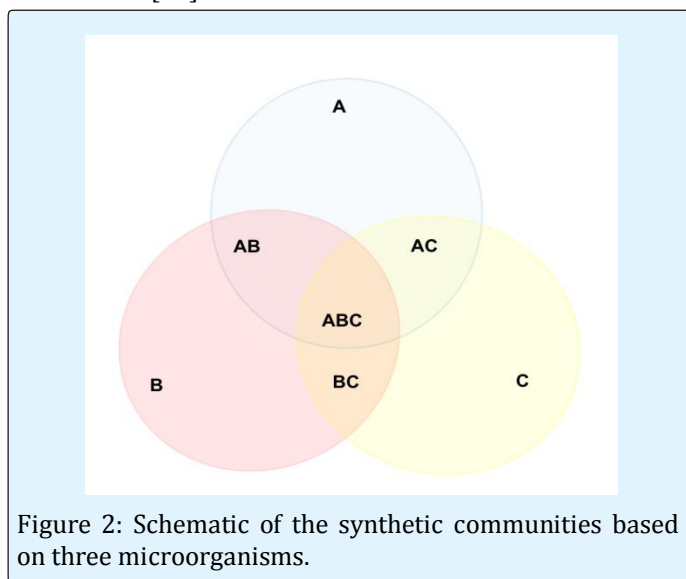 A
AB AC
ABC
B BC C
Figure 2: Schematic of the synthetic communities based
on three microorganisms.